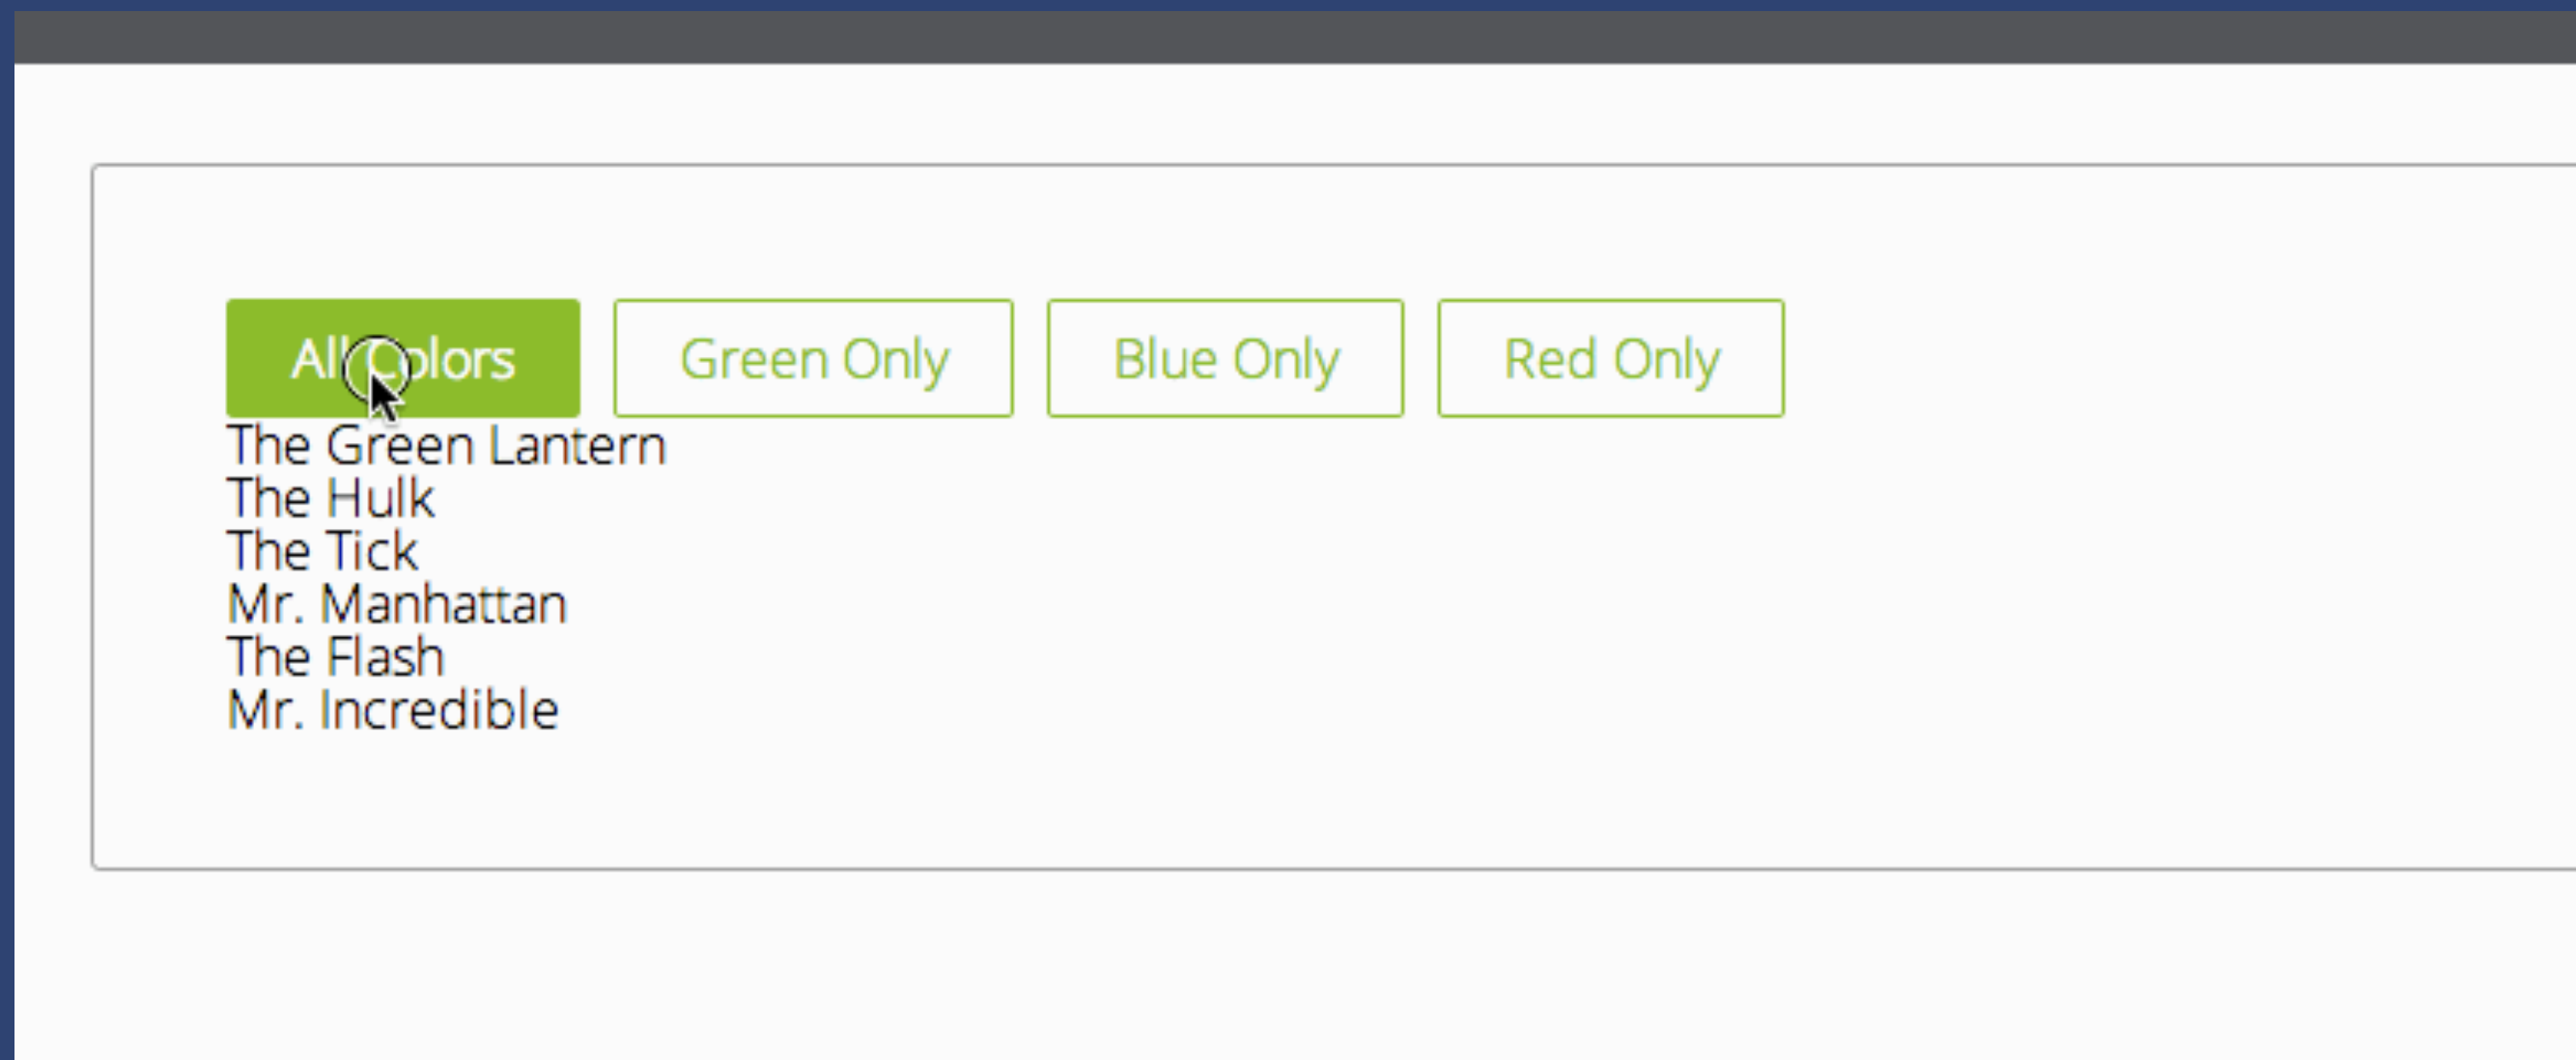 All Colors Green Only Blue Only Red Only
The Green Lantern
The Hulk
The Tick
Mr. Manhattan
The Flash
Mr. Incredible